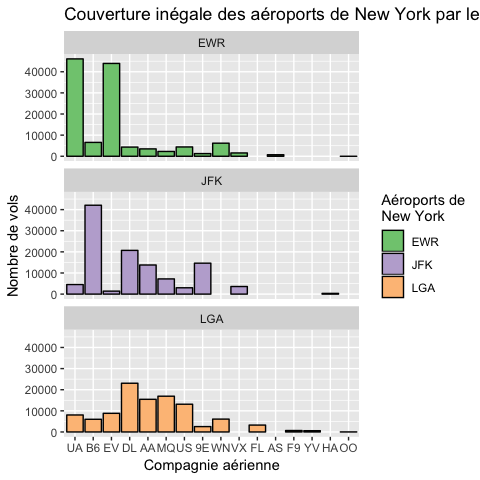 Couverture inégale des aéroports de New York par le
EWR
40000
30000
20000
10000
0
JFK
40000
30000
20000
10000
0
LGA
40000
30000
20000
10000
0
UA B6 EV DL AA MQ US 9E WN VX FL AS F9 YV HA OO
Compagnie aérienne
Nombre de vols
Aéroports de
New York
EWR
JFK
LGA